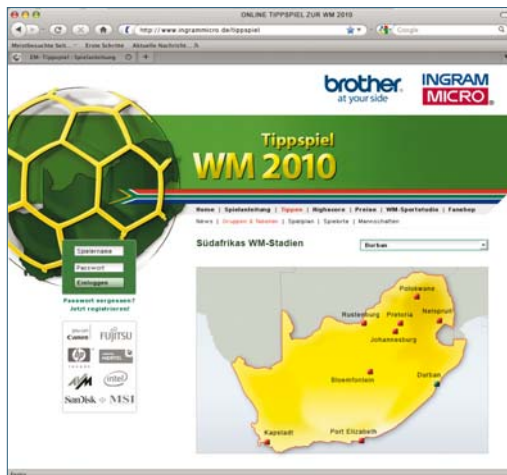 ONLINE TIPPSPIEL ZUR WM 2010
http://www.ingrammicro.de/tippspiel
Google
Meistbesuchte Seit... Erste Schritte Aktuelle Nachricht...
EM-Tippspiel: Spielanleitung
brother.
at your side
INGRAM
MICRO
Tippspiel
WM 2010
Home | Spielanleitung | Tippen | Highscore | Preise | WM-Sportstudio | Fanshop
News | Gruppen & Tabellen | Spielplan | Spielorte | Mannschaften
Südafrikas WM-Stadien
Durban
Spielername
Passwort
Einloggen
Passwort vergessen?
Jetzt registrieren!
Canon
FUJITSU
hp
AVM
intel
SanDisk
MSI
Polokwane
Rustenburg
Pretoria
Nelspruit
Johannesburg
Bloemfontein
Durban
Kapstadt
Port Elizabeth